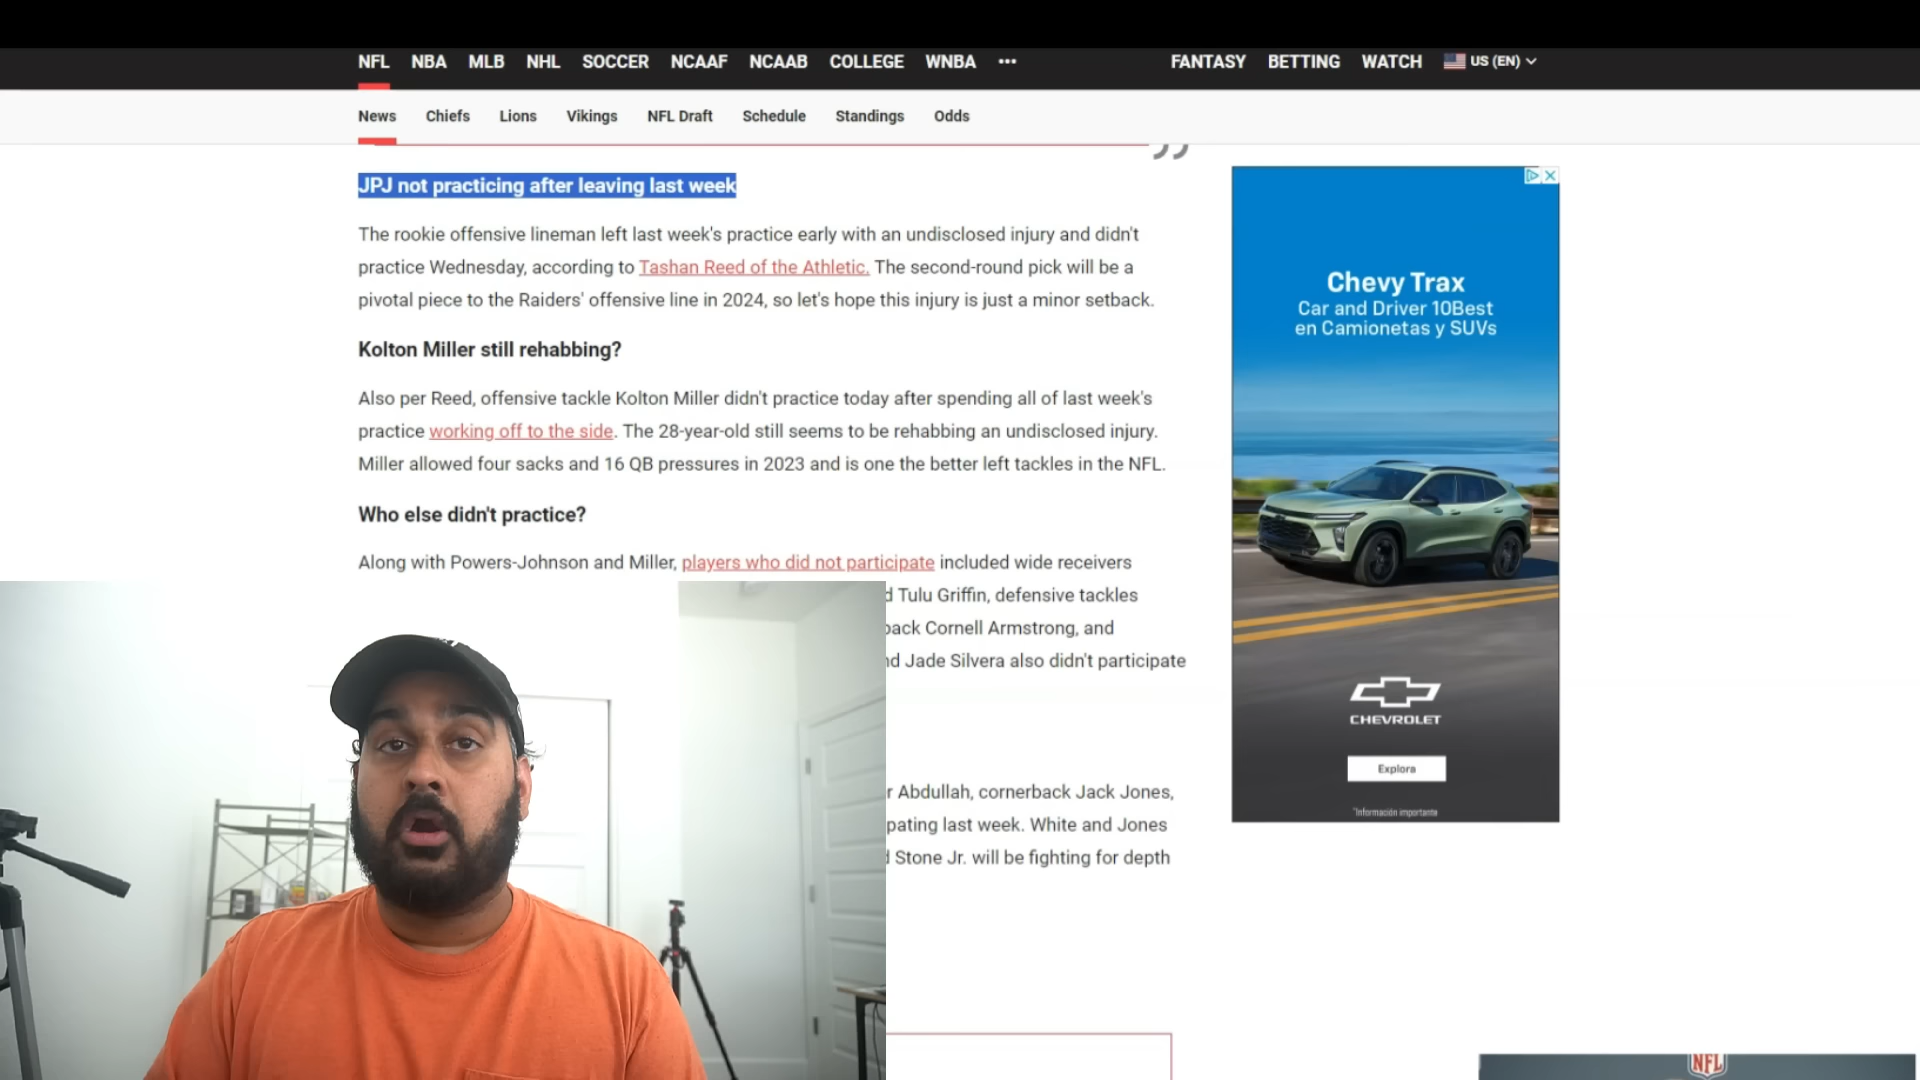 NFL NBA MLB NHL SOCCER NCAAF NCAAB COLLEGE WNBA ••• FANTASY BETTING WATCH US (EN)
News Chiefs Lions Vikings NFL Draft Schedule Standings Odds
”
JPJ not practicing after leaving last week
The rookie offensive lineman left last week's practice early with an undisclosed injury and didn't
practice Wednesday, according to Tashan Reed of the Athletic. The second-round pick will be a
pivotal piece to the Raiders' offensive line in 2024, so let's hope this injury is just a minor setback.
Kolton Miller still rehabbing?
Also per Reed, offensive tackle Kolton Miller didn't practice today after spending all of last week's
practice working off to the side. The 28-year-old still seems to be rehabbing an undisclosed injury.
Miller allowed four sacks and 16 QB pressures in 2023 and is one the better left tackles in the NFL.
Who else didn't practice?
Along with Powers-Johnson and Miller, players who did not participate included wide receivers
Tulu Griffin, defensive tackles
Cornell Armstrong, and
Jade Silvera also didn't participate
Abdullah, cornerback Jack Jones,
last week. White and Jones
Stone Jr. will be fighting for depth
Chevy Trax
Car and Driver 10Best
en Camionetas y SUVs
CHEVROLET
Explora
*Información importante
NFL